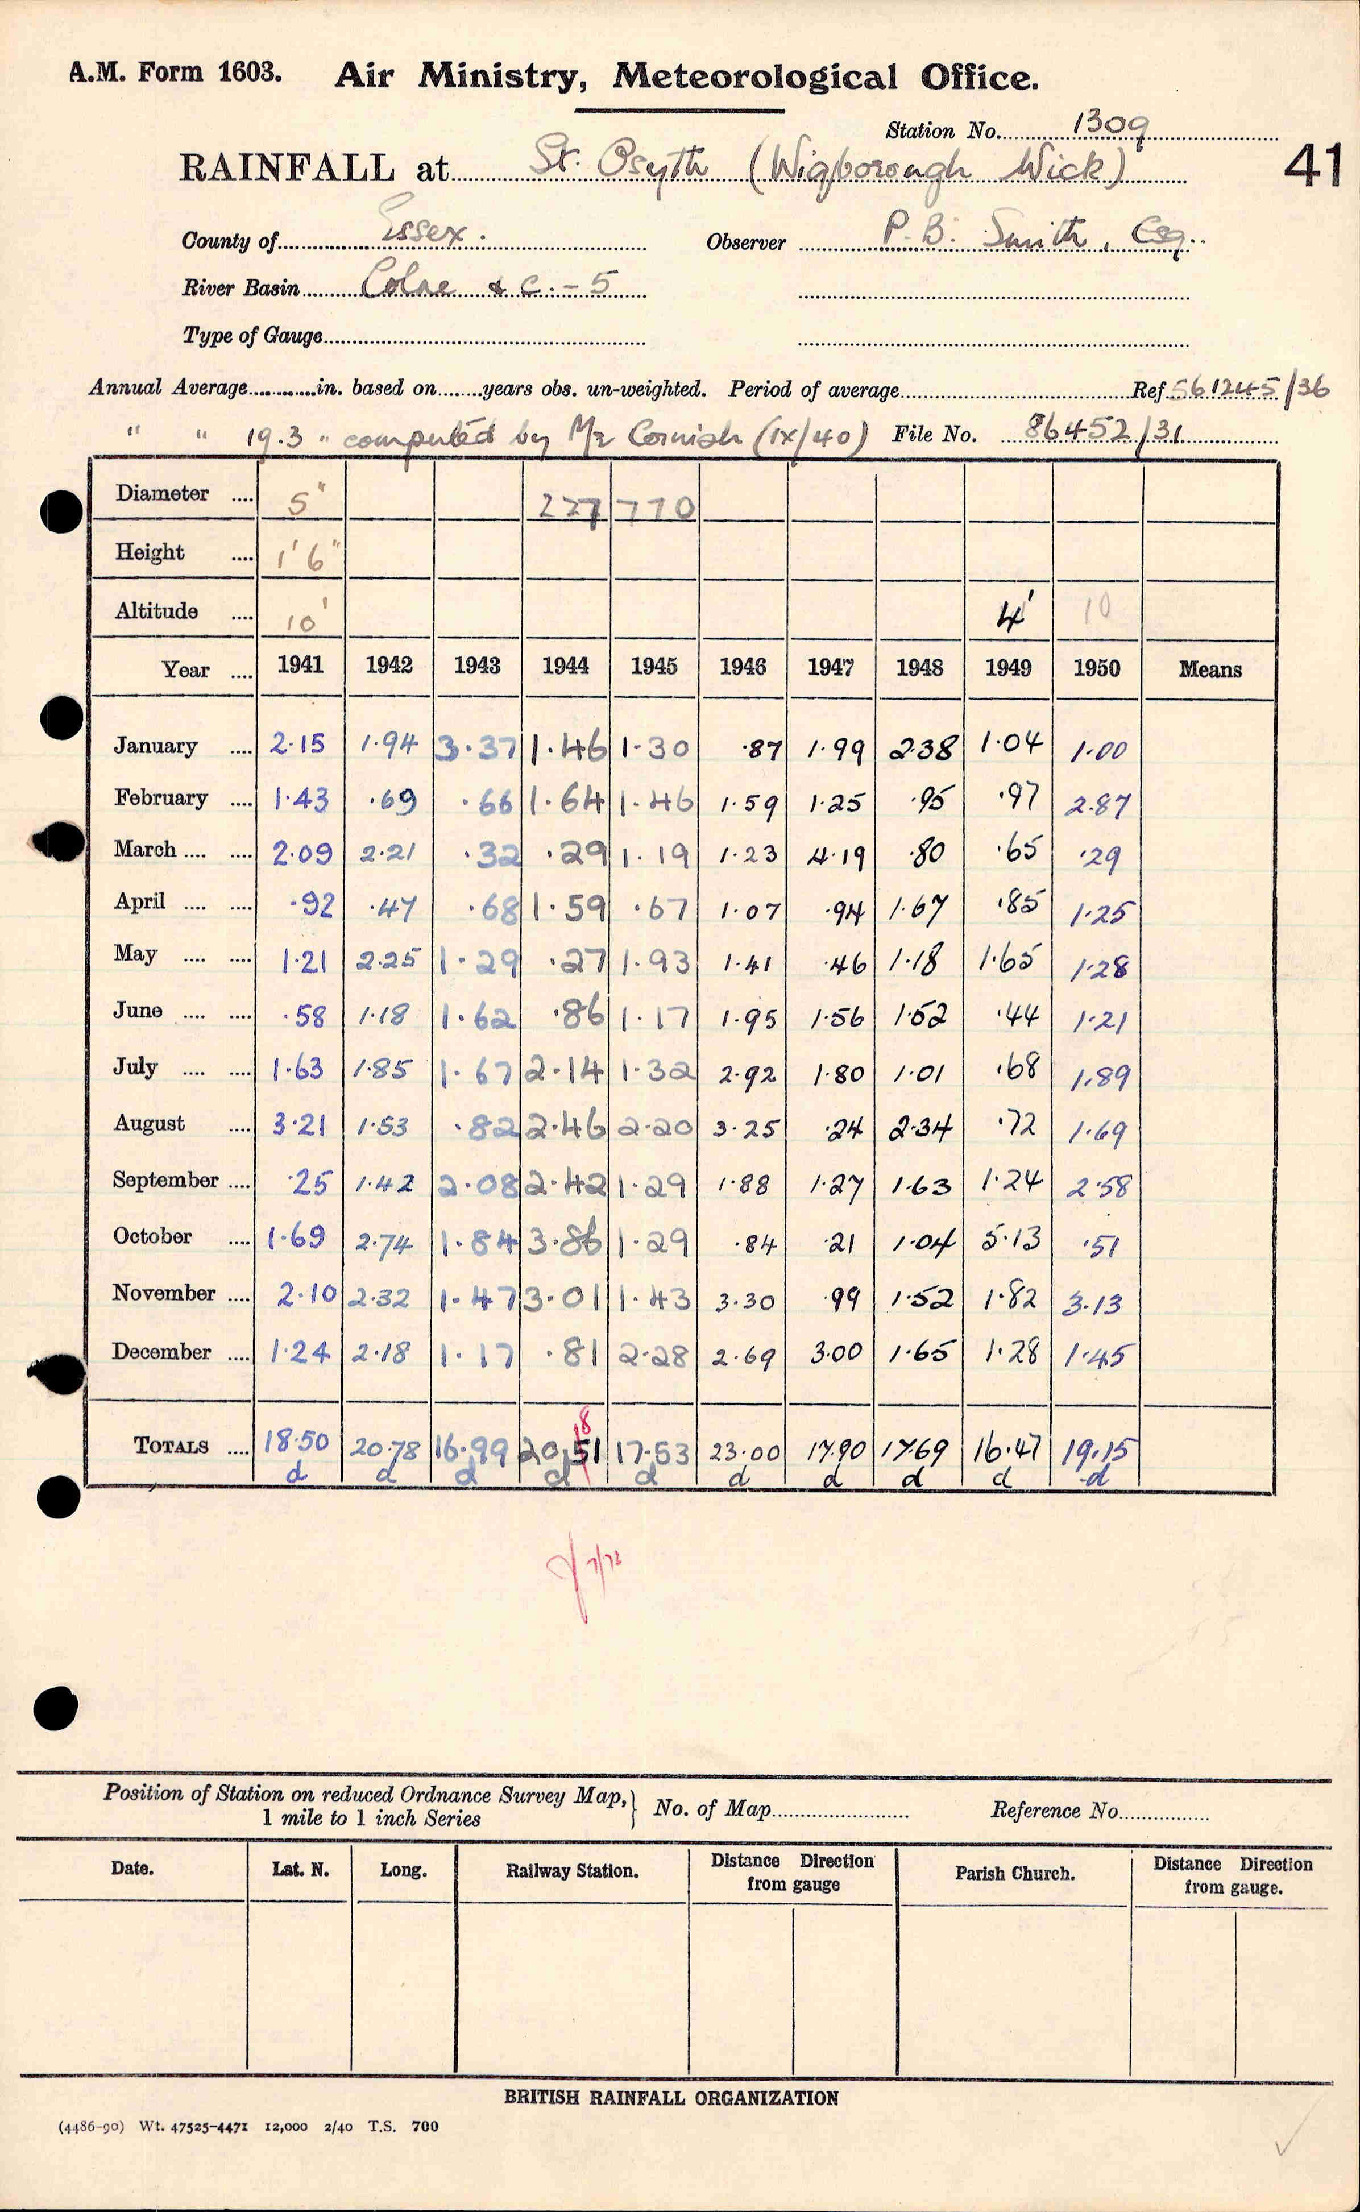 A.M. Form 1603. Air Ministry, Meteorological Office.
Station No. 1309
41
RAINFALL at St. Osyth (Wigborough Wick)
County of Essex. Observer P. B. Smith, Esq.
River Basin Colne & c. - 5
Type of Gauge
Annual Average in. based on years obs. un-weighted. Period of average Ref 561245/36
" " 19.3 " computed by Mr Cornish (IX/40) File No. 86452/31
Diameter .... 5" 227 770
Height .... 1' 6"
Altitude .... 10' 4' 10
Year .... 1941 1942 1943 1944 1945 1946 1947 1948 1949 1950 Means
January .... 2.15 1.94 3.37 1.46 1.30 .87 1.99 2.38 1.04 1.00
February .... 1.43 .69 .66 1.64 1.46 1.59 1.25 .95 .97 2.87
March .... .... 2.09 2.21 .32 .29 1.19 1.23 4.19 .80 .65 .29
April .... .... .92 .47 .68 1.59 .67 1.07 .94 1.67 .85 1.25
May .... .... 1.21 2.25 1.29 .27 1.93 1.41 .46 1.18 1.65 1.28
June .... .... .58 1.18 1.62 .86 1.17 1.95 1.56 1.52 .44 1.21
July .... .... 1.63 1.85 1.67 2.14 1.32 2.92 1.80 1.01 .68 1.89
August .... 3.21 1.53 .82 2.46 2.20 3.25 .24 2.34 .72 1.69
September .... .25 1.42 2.08 2.42 1.29 1.88 1.27 1.63 1.24 2.58
October .... 1.69 2.74 1.84 3.86 1.29 .84 .21 1.04 5.13 .51
November .... 2.10 2.32 1.47 3.01 1.43 3.30 .99 1.52 1.82 3.13
December .... 1.24 2.18 1.17 .81 2.28 2.69 3.00 1.65 1.28 1.45
8
TOTALS .... 18.50 20.78 16.99 20.51 17.53 23.00 17.90 17.69 16.47 19.15
d d d d d d d d d d
7/73
Position of Station on reduced Ordnance Survey Map, } No. of Map Reference No.
1 mile to 1 inch Series
Date. Lat. N. Long. Railway Station. Distance Direction from gauge Parish Church. Distance Direction from gauge.
BRITISH RAINFALL ORGANIZATION
(4486-90) Wt. 47525-4471 12,000 2/40 T.S. 700